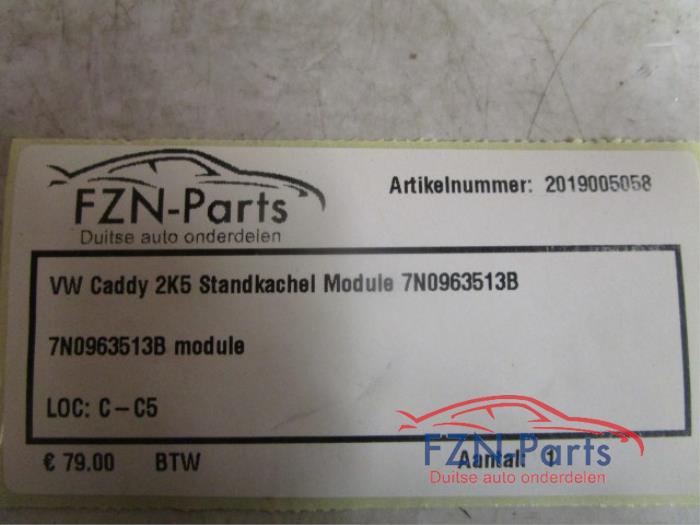 FZN-Parts
Duitse auto onderdelen
Artikelnummer: 2019005058
VW Caddy 2K5 Standkachel Module 7N0963513B
7N0963513B module
LOC: C-C5
€ 79.00 BTW Aantal: 1
FZN-Parts
Duitse auto onderdelen